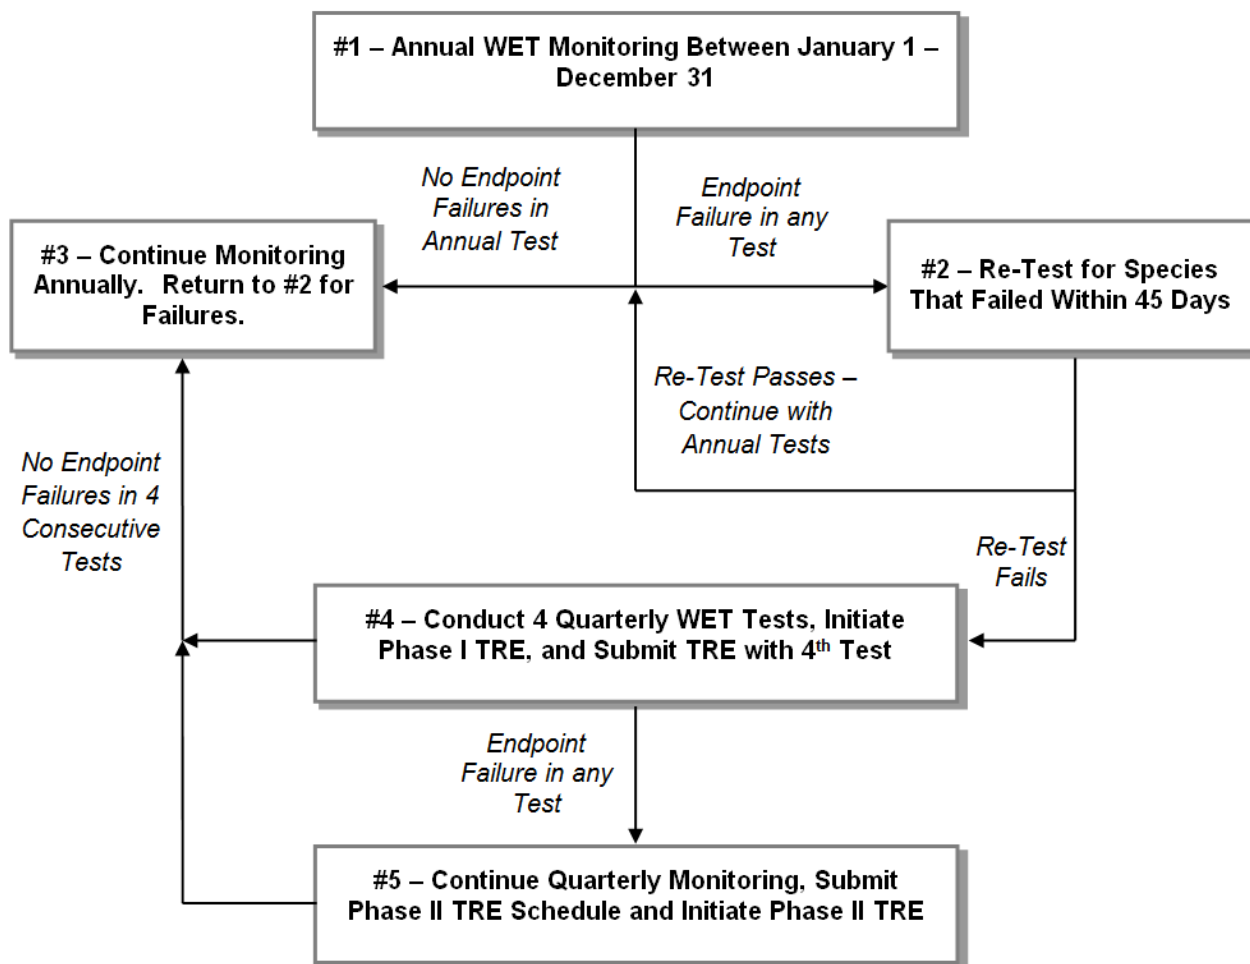 #1 – Annual WET Monitoring Between January 1 –
December 31
No Endpoint
Failures in
Annual Test
Endpoint
Failure in any
Test
#3 – Continue Monitoring
Annually.   Return to #2 for
Failures.
#2 – Re-Test for Species
That Failed Within 45 Days
Re-Test Passes –
Continue with
Annual Tests
No Endpoint
Failures in 4
Consecutive
Tests
Re-Test
Fails
#4 – Conduct 4 Quarterly WET Tests, Initiate
Phase I TRE, and Submit TRE with 4th Test
Endpoint
Failure in any
Test
#5 – Continue Quarterly Monitoring, Submit
Phase II TRE Schedule and Initiate Phase II TRE